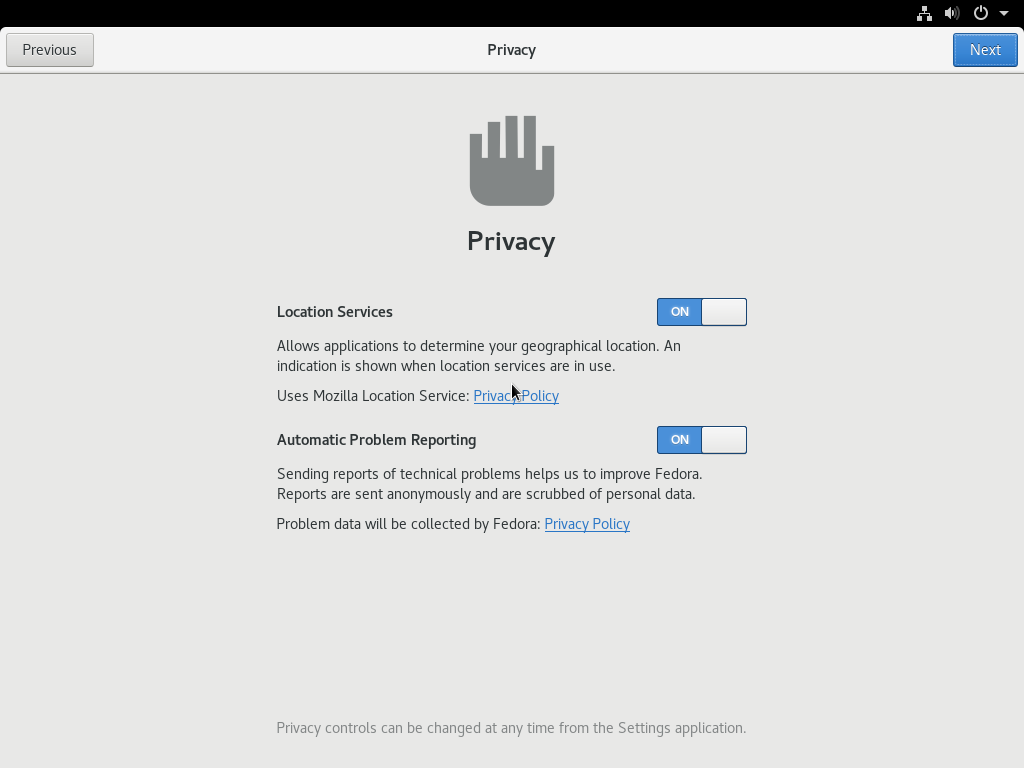 Previous
Privacy
Next
Privacy
Location Services
ON
Allows applications to determine your geographical location. An
indication is shown when location services are in use.
Uses Mozilla Location Service: Privacy Policy
Automatic Problem Reporting
ON
Sending reports of technical problems helps us to improve Fedora.
Reports are sent anonymously and are scrubbed of personal data.
Problem data will be collected by Fedora: Privacy Policy
Privacy controls can be changed at any time from the Settings application.